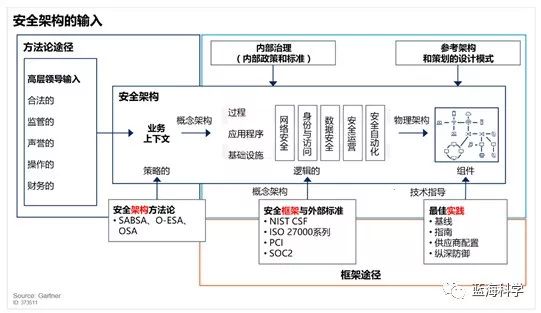 安全架构的输入
方法论途径
内部治理
（内部政策和标准）
参考架构
和策划的设计模式
高层领导输入
合法的
监管的
声誉的
操作的
财务的
安全架构
业务
上下文
概念架构
过程
应用程序
基础设施
网络安全
身份与访问
数据安全
安全运营
安全自动化
物理架构
策略的
逻辑的
组件
概念架构
技术指导
安全架构方法论
• SABSA、O-ESA、
OSA
安全框架与外部标准
• NIST CSF
• ISO 27000系列
• PCI
• SOC2
最佳实践
• 基线
• 指南
• 供应商配置
• 纵深防御
框架途径
Source: Gartner
ID: 373511
蓝海科学